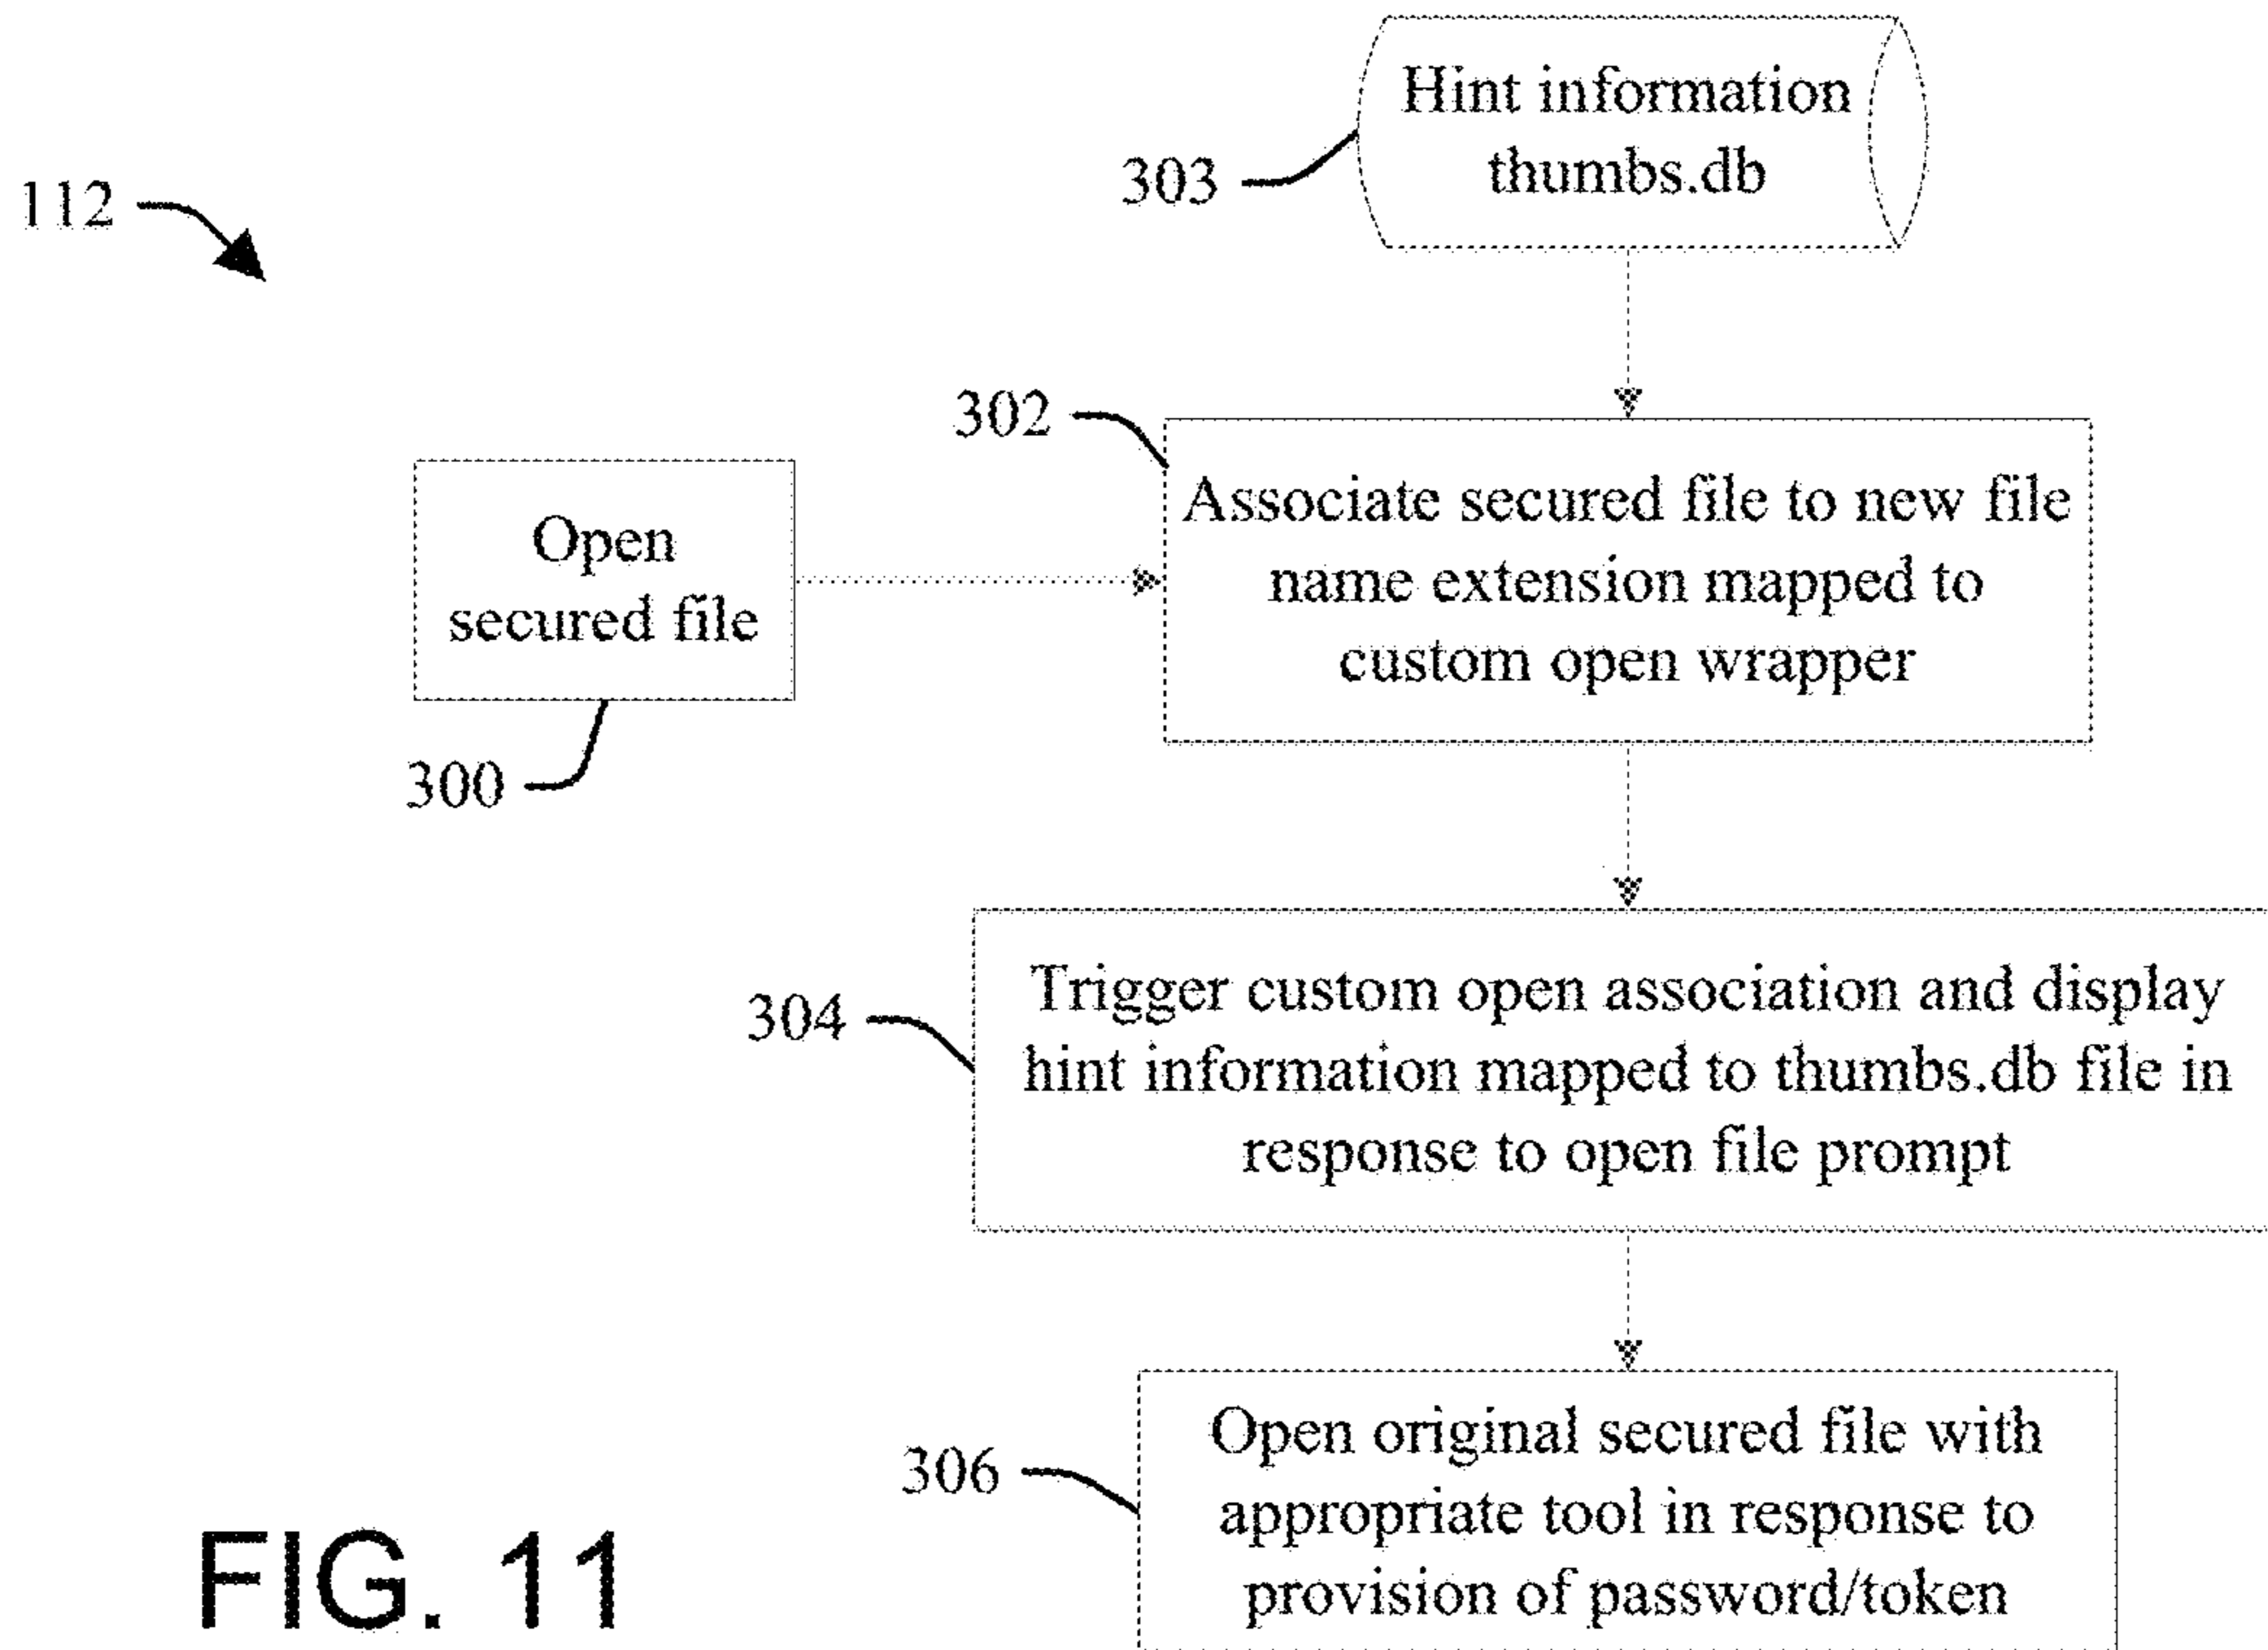 Hint information
thumbs.db
303
112
302
Associate secured file to new file
name extension mapped to
custom open wrapper
Open
secured file
300
304
Trigger custom open association and display
hint information mapped to thumbs.db file in
response to open file prompt
306
Open original secured file with
appropriate tool in response to
provision of password/token
FIG. 11